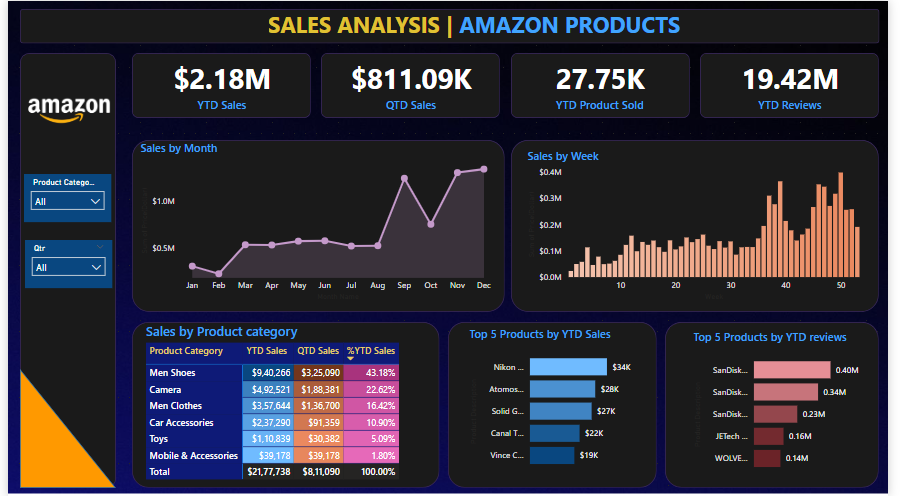 SALES ANALYSIS | AMAZON PRODUCTS
amazon
Product Catego...
All
Qtr
All
$2.18M
YTD Sales
$811.09K
QTD Sales
27.75K
YTD Product Sold
19.42M
YTD Reviews
Sales by Month
$1.0M
$0.5M
Jan Feb Mar Apr May Jun Jul Aug Sep Oct Nov Dec
Sales by Week
$0.4M
$0.3M
$0.2M
$0.1M
$0.0M
10 20 30 40 50
Sales by Product category
Product Category YTD Sales QTD Sales %YTD Sales
Men Shoes $9,40,266 $3,25,090 43.18%
Camera $4,92,521 $1,88,381 22.62%
Men Clothes $3,57,644 $1,36,700 16.42%
Car Accessories $2,37,290 $91,359 10.90%
Toys $1,10,839 $30,382 5.09%
Mobile & Accessories $39,178 $39,178 1.80%
Total $21,77,738 $8,11,090 100.00%
Top 5 Products by YTD Sales
Nikon ... $34K
Atomos... $28K
Solid G... $27K
Canal T... $22K
Vince C... $19K
Top 5 Products by YTD reviews
SanDisk... 0.40M
SanDisk... 0.34M
SanDisk... 0.23M
JETech ... 0.16M
WOLVE... 0.14M